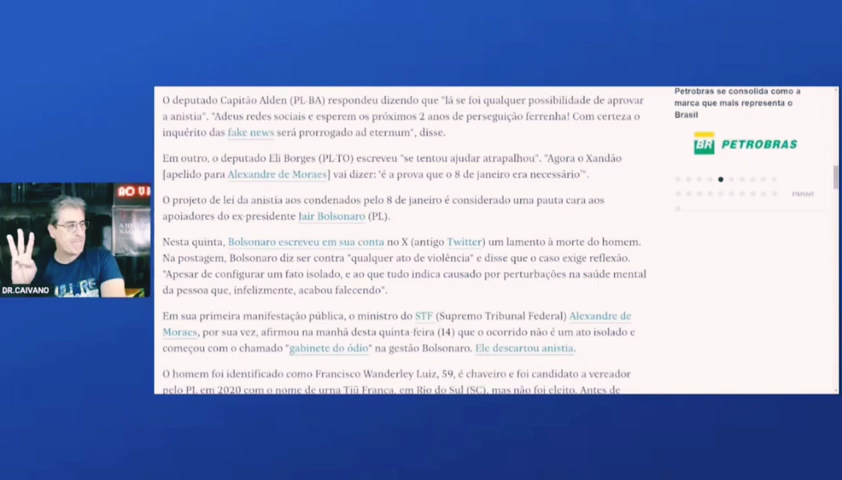 O deputado Capitão Alden (PL-BA) respondeu dizendo que "lá se foi qualquer possibilidade de aprovar
a anistia". "Adeus redes sociais e esperem os próximos 2 anos de perseguição ferrenha! Com certeza o
inquérito das fake news será prorrogado ad eternum", disse.
Em outro, o deputado Eli Borges (PL-TO) escreveu "se tentou ajudar atrapalhou". "Agora o Xandão
[apelido para Alexandre de Moraes] vai dizer: 'é a prova que o 8 de janeiro era necessário'".
O projeto de lei da anistia aos condenados pelo 8 de janeiro é considerado uma pauta cara aos
apoiadores do ex-presidente Jair Bolsonaro (PL).
Nesta quinta, Bolsonaro escreveu em sua conta no X (antigo Twitter) um lamento à morte do homem.
Na postagem, Bolsonaro diz ser contra "qualquer ato de violência" e disse que o caso exige reflexão.
"Apesar de configurar um fato isolado, e ao que tudo indica causado por perturbações na saúde mental
da pessoa que, infelizmente, acabou falecendo".
Em sua primeira manifestação pública, o ministro do STF (Supremo Tribunal Federal) Alexandre de
Moraes, por sua vez, afirmou na manhã desta quinta-feira (14) que o ocorrido não é um ato isolado e
começou com o chamado "gabinete do ódio" na gestão Bolsonaro. Ele descartou anistia.
O homem foi identificado como Francisco Wanderley Luiz, 59, é chaveiro e foi candidato a vereador
pelo PL em 2020 com o nome de urna Tiü França, em Rio do Sul (SC), mas não foi eleito. Antes de
Petrobras se consolida como a
marca que mais representa o
Brasil
BR PETROBRAS
AO VI
DR.CAIVANO